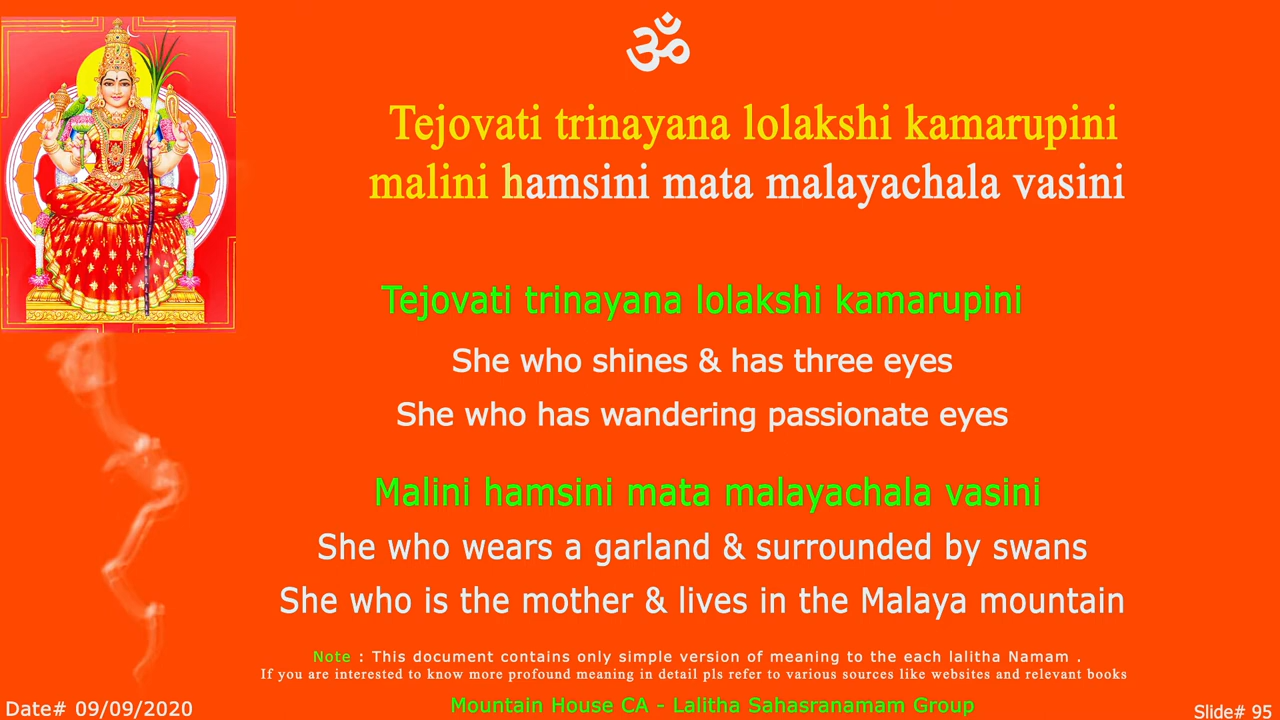 ॐ
Tejovati trinayana lolakshi kamarupini
malini hamsini mata malayachala vasini
Tejovati trinayana lolakshi kamarupini
She who shines & has three eyes
She who has wandering passionate eyes
Malini hamsini mata malayachala vasini
She who wears a garland & surrounded by swans
She who is the mother & lives in the Malaya mountain
Note : This document contains only simple version of meaning to the each lalitha Namam .
If you are interested to know more profound meaning in detail pls refer to various sources like websites and relevant books
Mountain House CA - Lalitha Sahasranamam Group
Date# 09/09/2020
Slide# 95